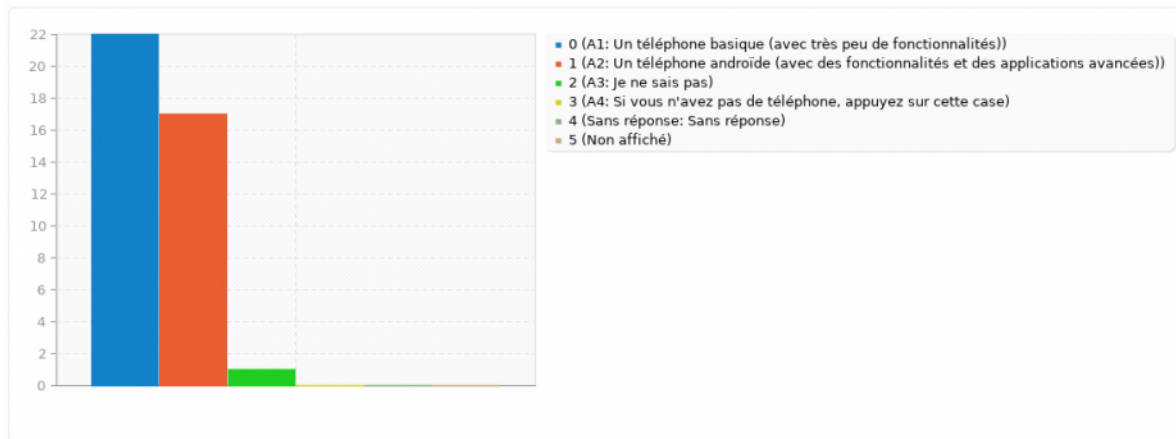 22
20
18
16
14
12
10
8
6
4
2
0
0 (A1: Un téléphone basique (avec très peu de fonctionnalités))
1 (A2: Un téléphone androïde (avec des fonctionnalités et des applications avancées))
2 (A3: Je ne sais pas)
3 (A4: Si vous n'avez pas de téléphone, appuyez sur cette case)
4 (Sans réponse: Sans réponse)
5 (Non affiché)